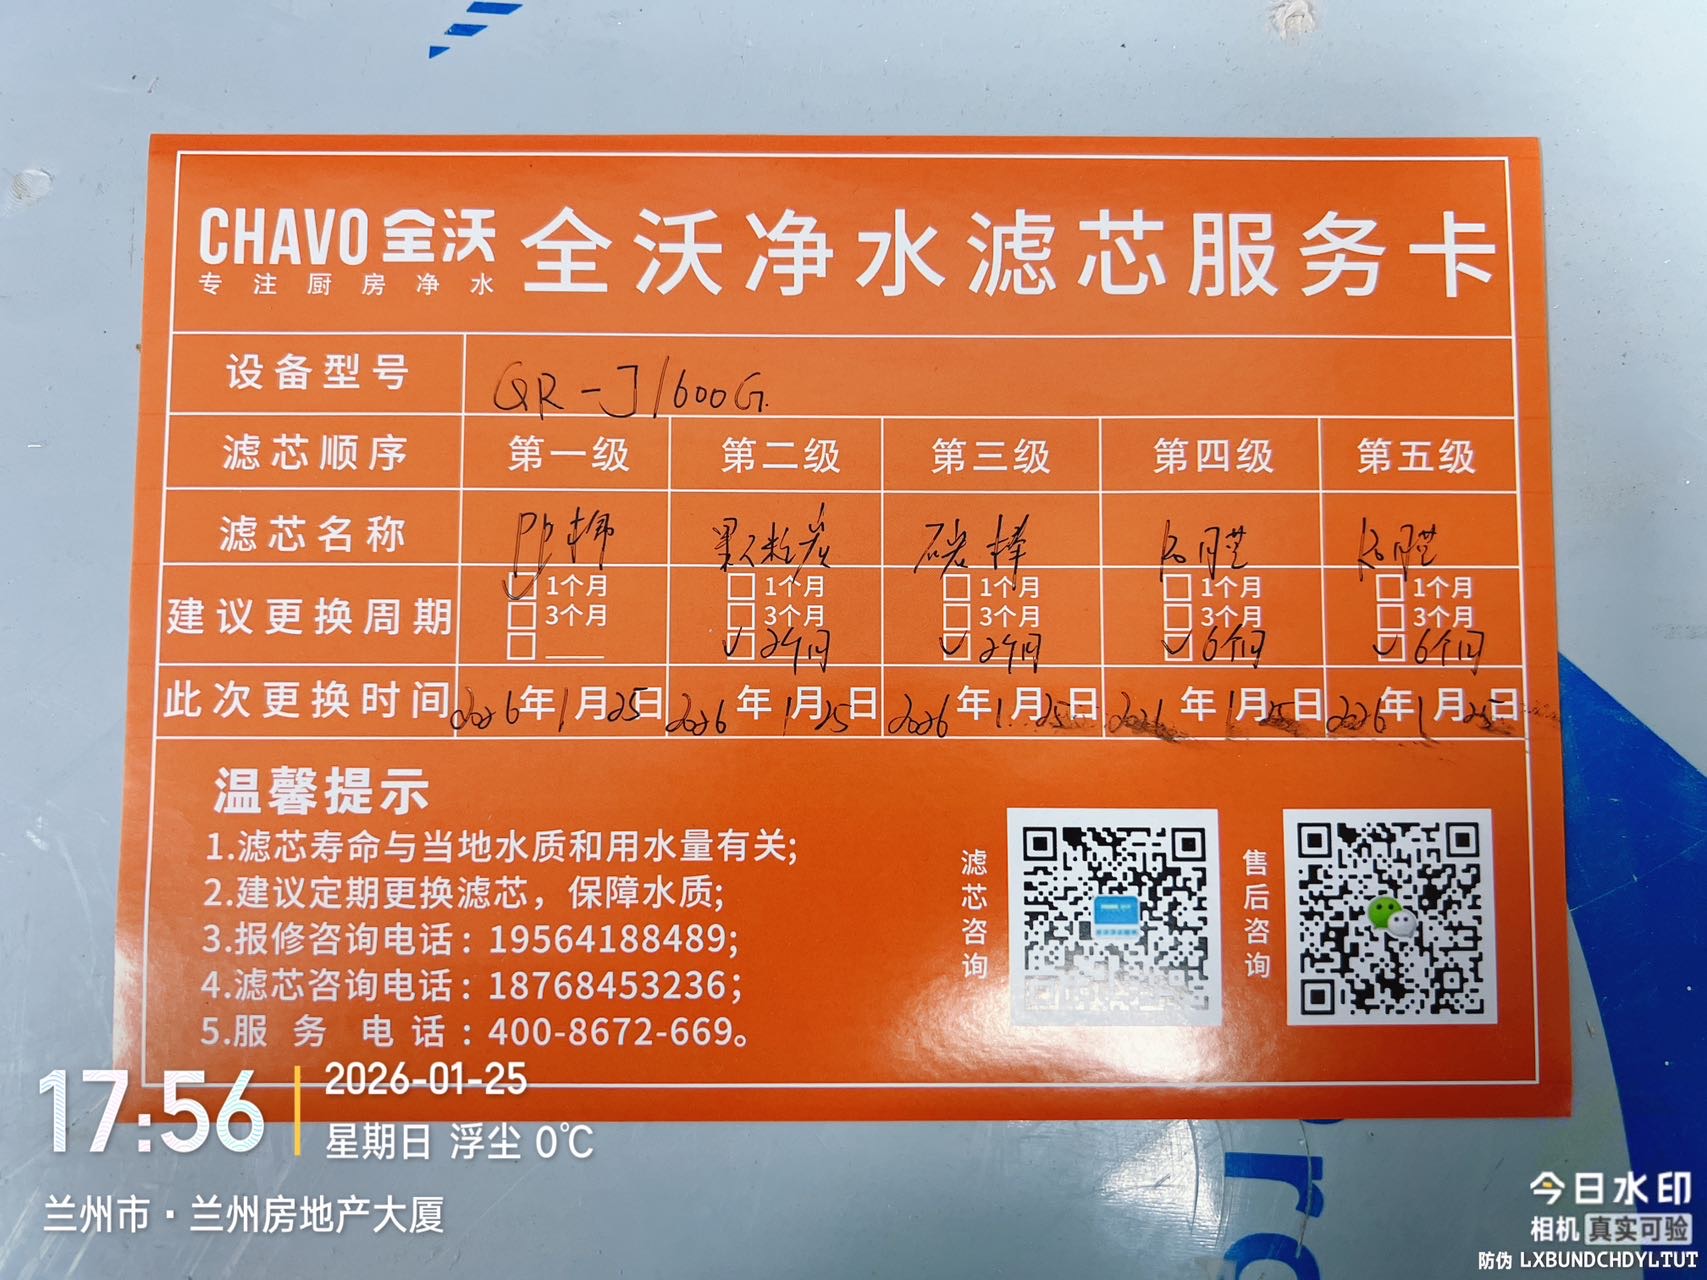 CHAVO 全沃
专注厨房净水
全沃净水滤芯服务卡
设备型号 QR-J/600G.
滤芯顺序 第一级 第二级 第三级 第四级 第五级
滤芯名称 PP棉 颗粒炭 碳棒 膜 膜
建议更换周期
1个月 1个月 1个月 1个月 1个月
3个月 3个月 3个月 3个月 3个月
2个月 2个月 6个月 6个月
此次更换时间 2026年1月25日 2026年1月25日 2026年1月25日 2026年1月25日 2026年1月25日
温馨提示
1.滤芯寿命与当地水质和用水量有关;
2.建议定期更换滤芯，保障水质;
3.报修咨询电话：19564188489;
4.滤芯咨询电话：18768453236;
5.服务电话：400-8672-669。
滤芯咨询
售后咨询
17:56
2026-01-25
星期日 浮尘 0℃
兰州市·兰州房地产大厦
今日水印
相机 真实可验
防伪 LXBUNDCHDYLTUT